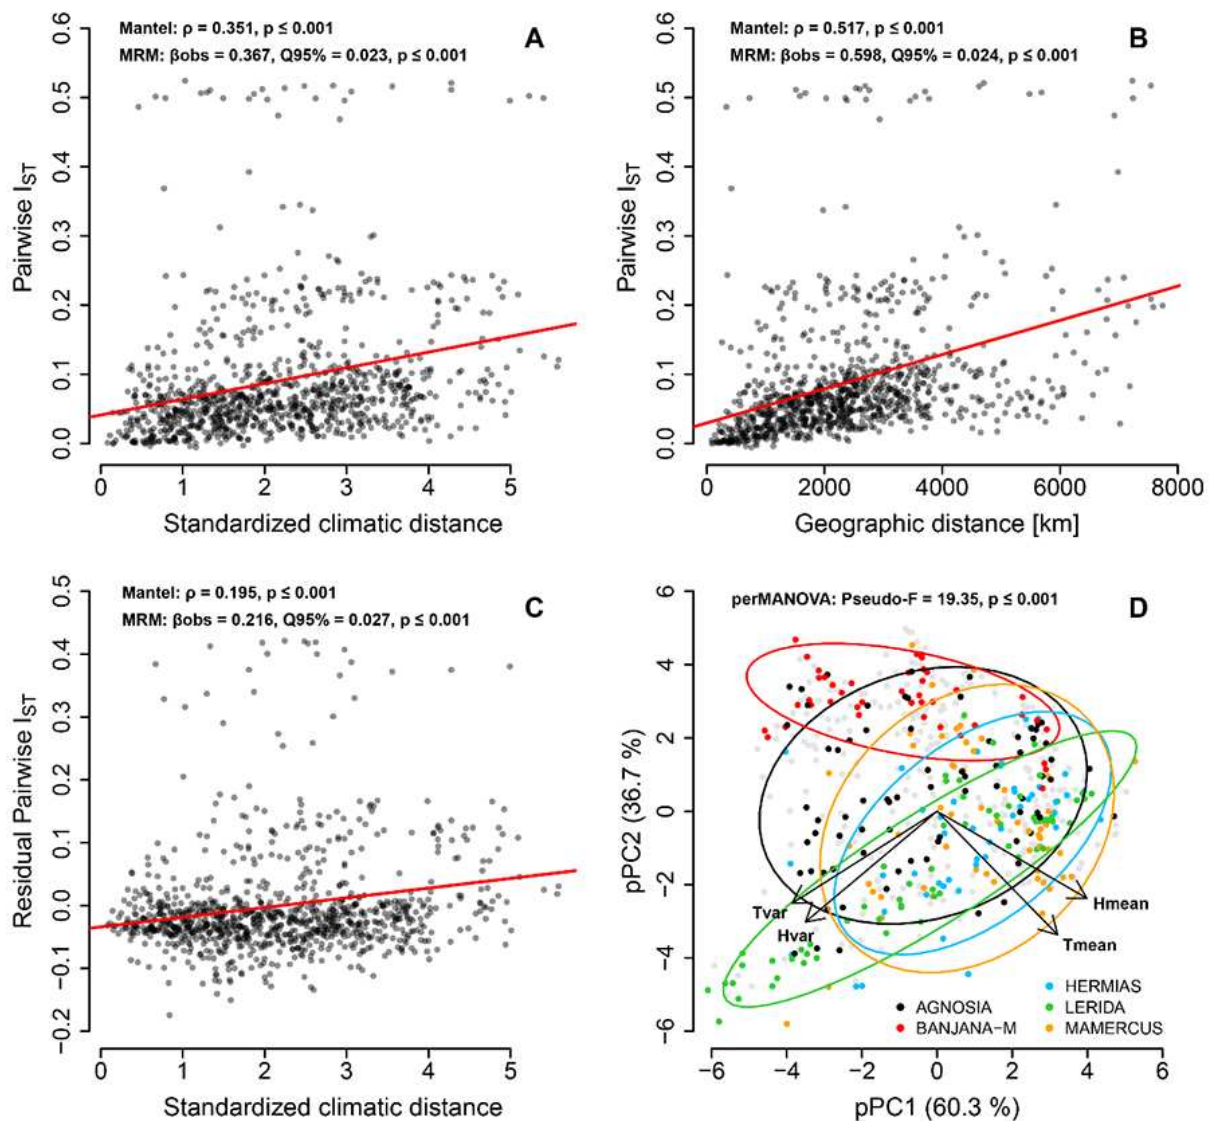 Mantel: ρ = 0.351, p ≤ 0.001
MRM: βobs = 0.367, Q95% = 0.023, p ≤ 0.001
A
0.6
0.5
0.4
0.3
0.2
0.1
0.0
Pairwise IST
0 1 2 3 4 5
Standardized climatic distance
Mantel: ρ = 0.517, p ≤ 0.001
MRM: βobs = 0.598, Q95% = 0.024, p ≤ 0.001
B
0.6
0.5
0.4
0.3
0.2
0.1
0.0
Pairwise IST
0 2000 4000 6000 8000
Geographic distance [km]
Mantel: ρ = 0.195, p ≤ 0.001
MRM: βobs = 0.216, Q95% = 0.027, p ≤ 0.001
C
0.5
0.4
0.3
0.2
0.1
0.0
−0.1
−0.2
Residual Pairwise IST
0 1 2 3 4 5
Standardized climatic distance
perMANOVA: Pseudo-F = 19.35, p ≤ 0.001
D
6
4
2
0
−2
−4
−6
pPC2 (36.7 %)
Tvar
Hvar
Hmean
Tmean
AGNOSIA
BANJANA−M
HERMIAS
LERIDA
MAMERCUS
−6 −4 −2 0 2 4 6
pPC1 (60.3 %)